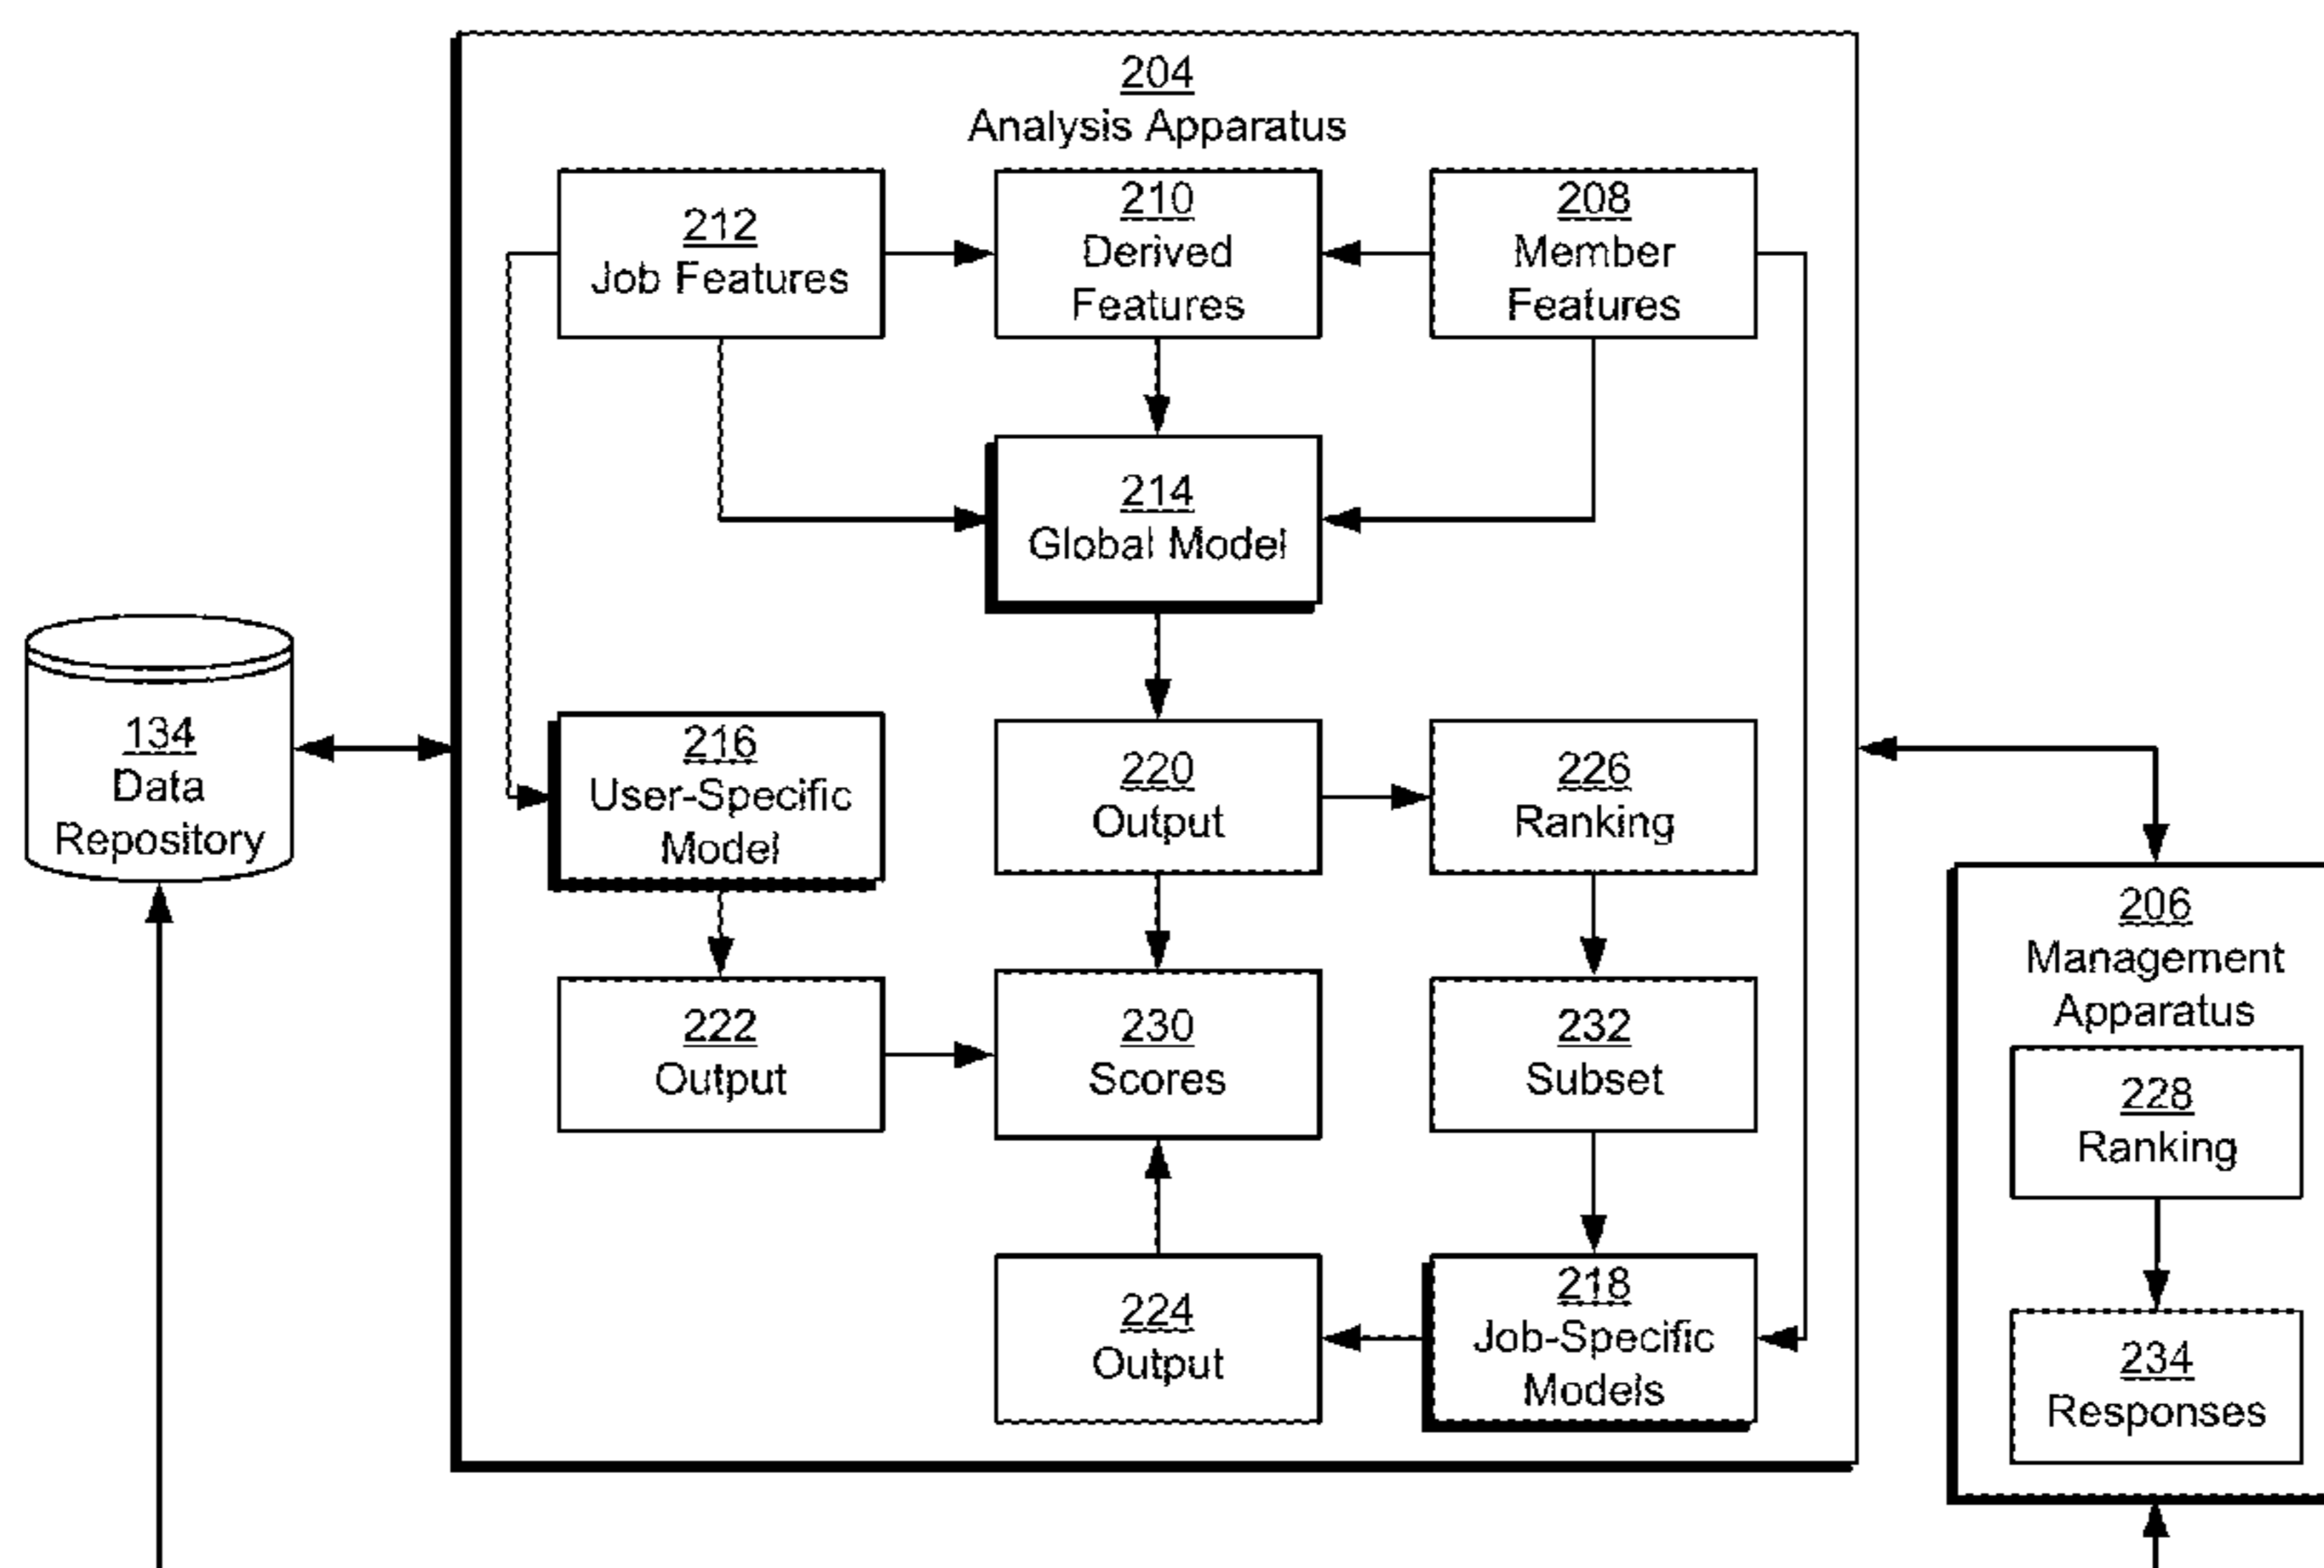 204
Analysis Apparatus
212
Job Features
210
Derived
Features
208
Member
Features
214
Global Model
134
Data
Repository
216
User-Specific
Model
220
Output
226
Ranking
222
Output
230
Scores
232
Subset
224
Output
218
Job-Specific
Models
206
Management
Apparatus
228
Ranking
234
Responses